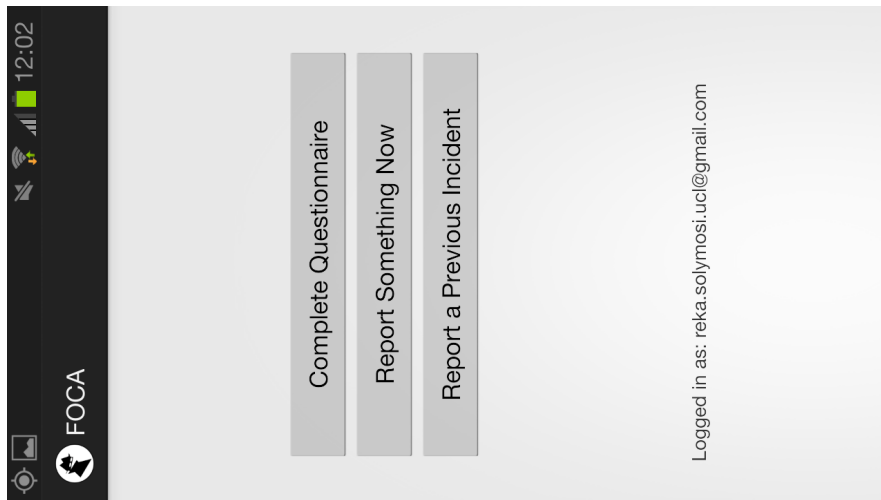 12:02
FOCA
Complete Questionnaire
Report Something Now
Report a Previous Incident
Logged in as: reka.solymosi.ucl@gmail.com